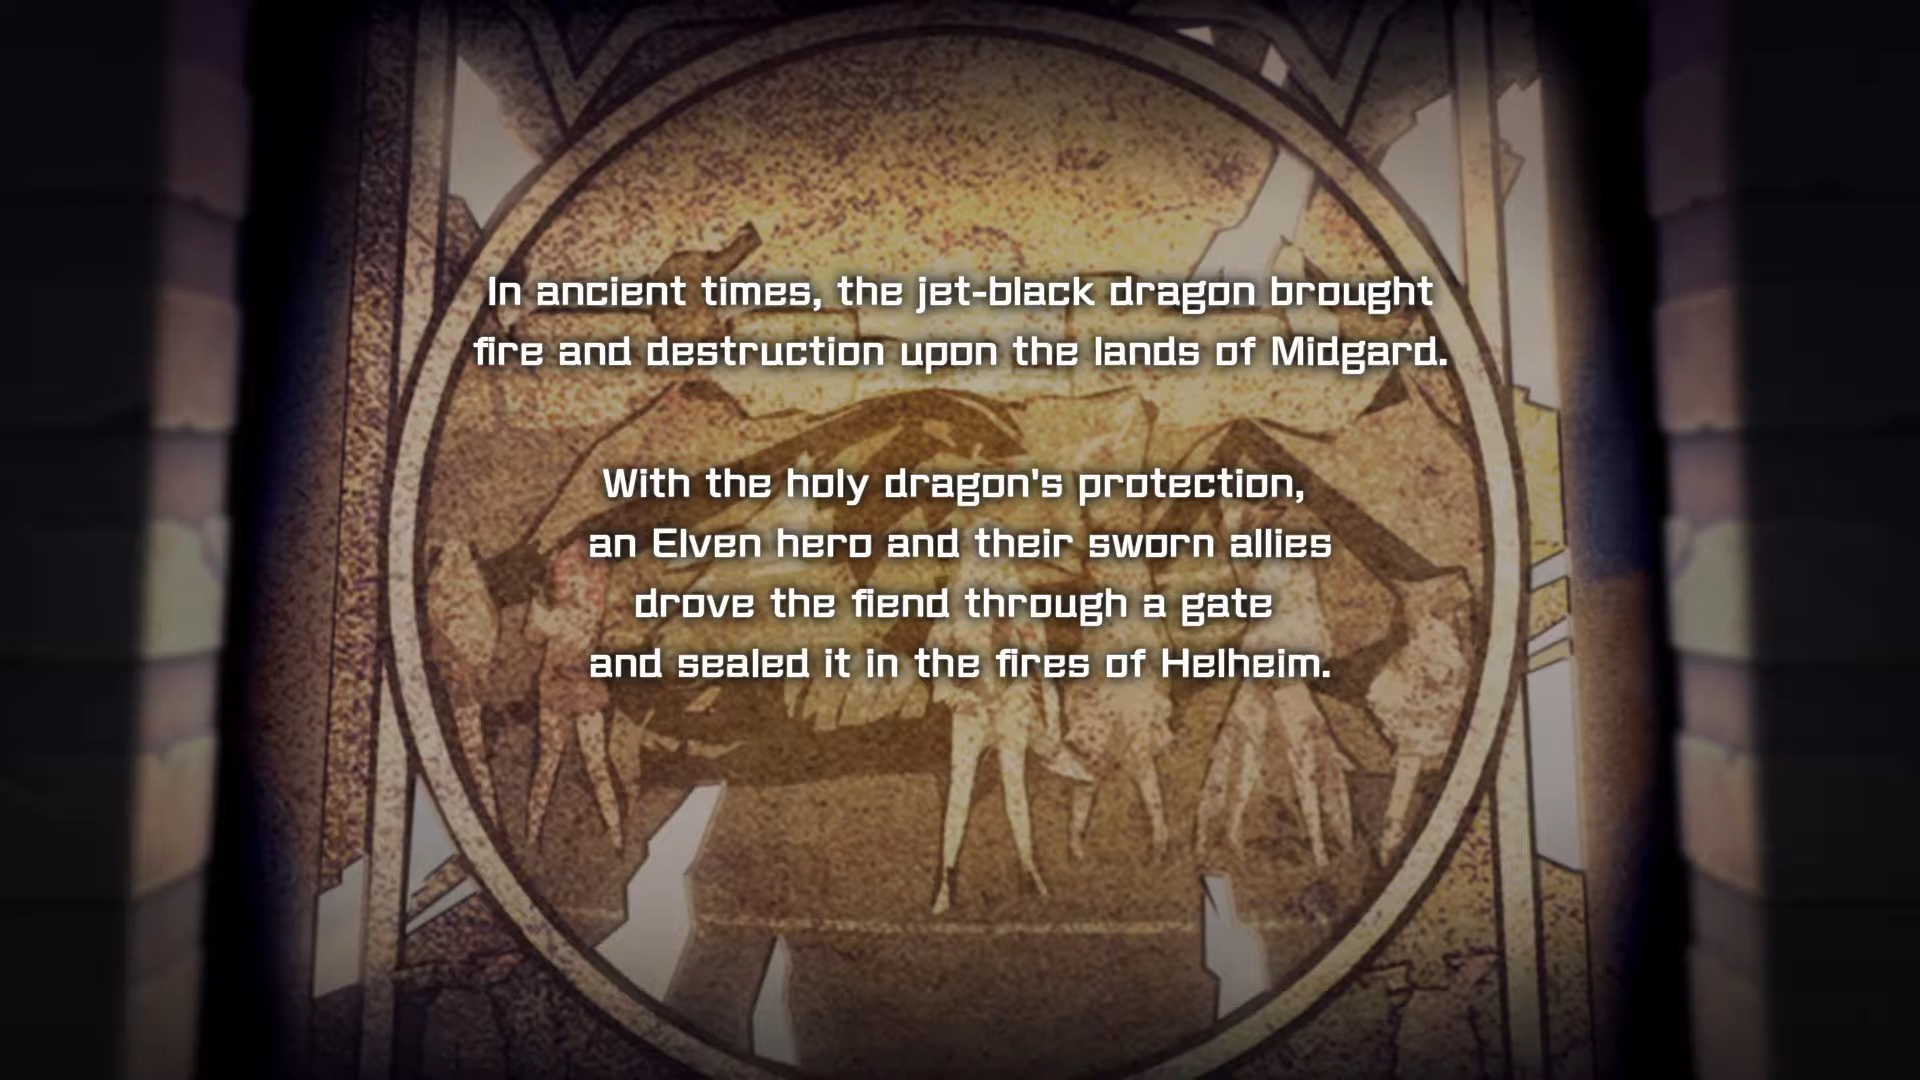 In ancient times, the jet-black dragon brought
fire and destruction upon the lands of Midgard.
With the holy dragon's protection,
an Elven hero and their sworn allies
drove the fiend through a gate
and sealed it in the fires of Helheim.